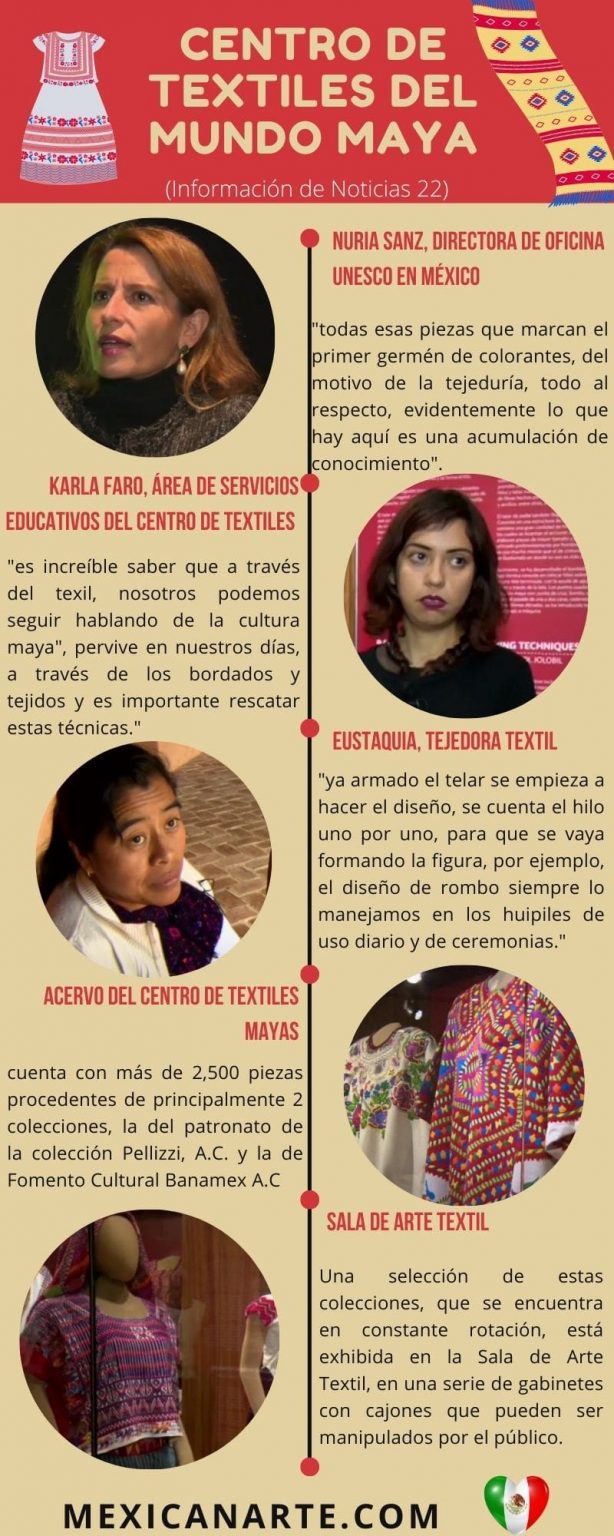 CENTRO DE
TEXTILES DEL
MUNDO MAYA
(Información de Noticias 22)
NURIA SANZ, DIRECTORA DE OFICINA
UNESCO EN MÉXICO
"todas esas piezas que marcan el
primer germén de colorantes, del
motivo de la tejeduría, todo al
respecto, evidentemente lo que
hay aquí es una acumulación de
conocimiento".
KARLA FARO, ÁREA DE SERVICIOS
EDUCATIVOS DEL CENTRO DE TEXTILES
"es increíble saber que a través
del texil, nosotros podemos
seguir hablando de la cultura
maya", pervive en nuestros días,
a través de los bordados y
tejidos y es importante rescatar
estas técnicas."
NG TECHNIQUES
JOLOBIL
EUSTAQUIA, TEJEDORA TEXTIL
"ya armado el telar se empieza a
hacer el diseño, se cuenta el hilo
uno por uno, para que se vaya
formando la figura, por ejemplo,
el diseño de rombo siempre lo
manejamos en los huipiles de
uso diario y de ceremonias."
ACERVO DEL CENTRO DE TEXTILES
MAYAS
cuenta con más de 2,500 piezas
procedentes de principalmente 2
colecciones, la del patronato de
la colección Pellizzi, A.C. y la de
Fomento Cultural Banamex A.C
SALA DE ARTE TEXTIL
Una selección de estas
colecciones, que se encuentra
en constante rotación, está
exhibida en la Sala de Arte
Textil, en una serie de gabinetes
con cajones que pueden ser
manipulados por el público.
MEXICANARTE.COM